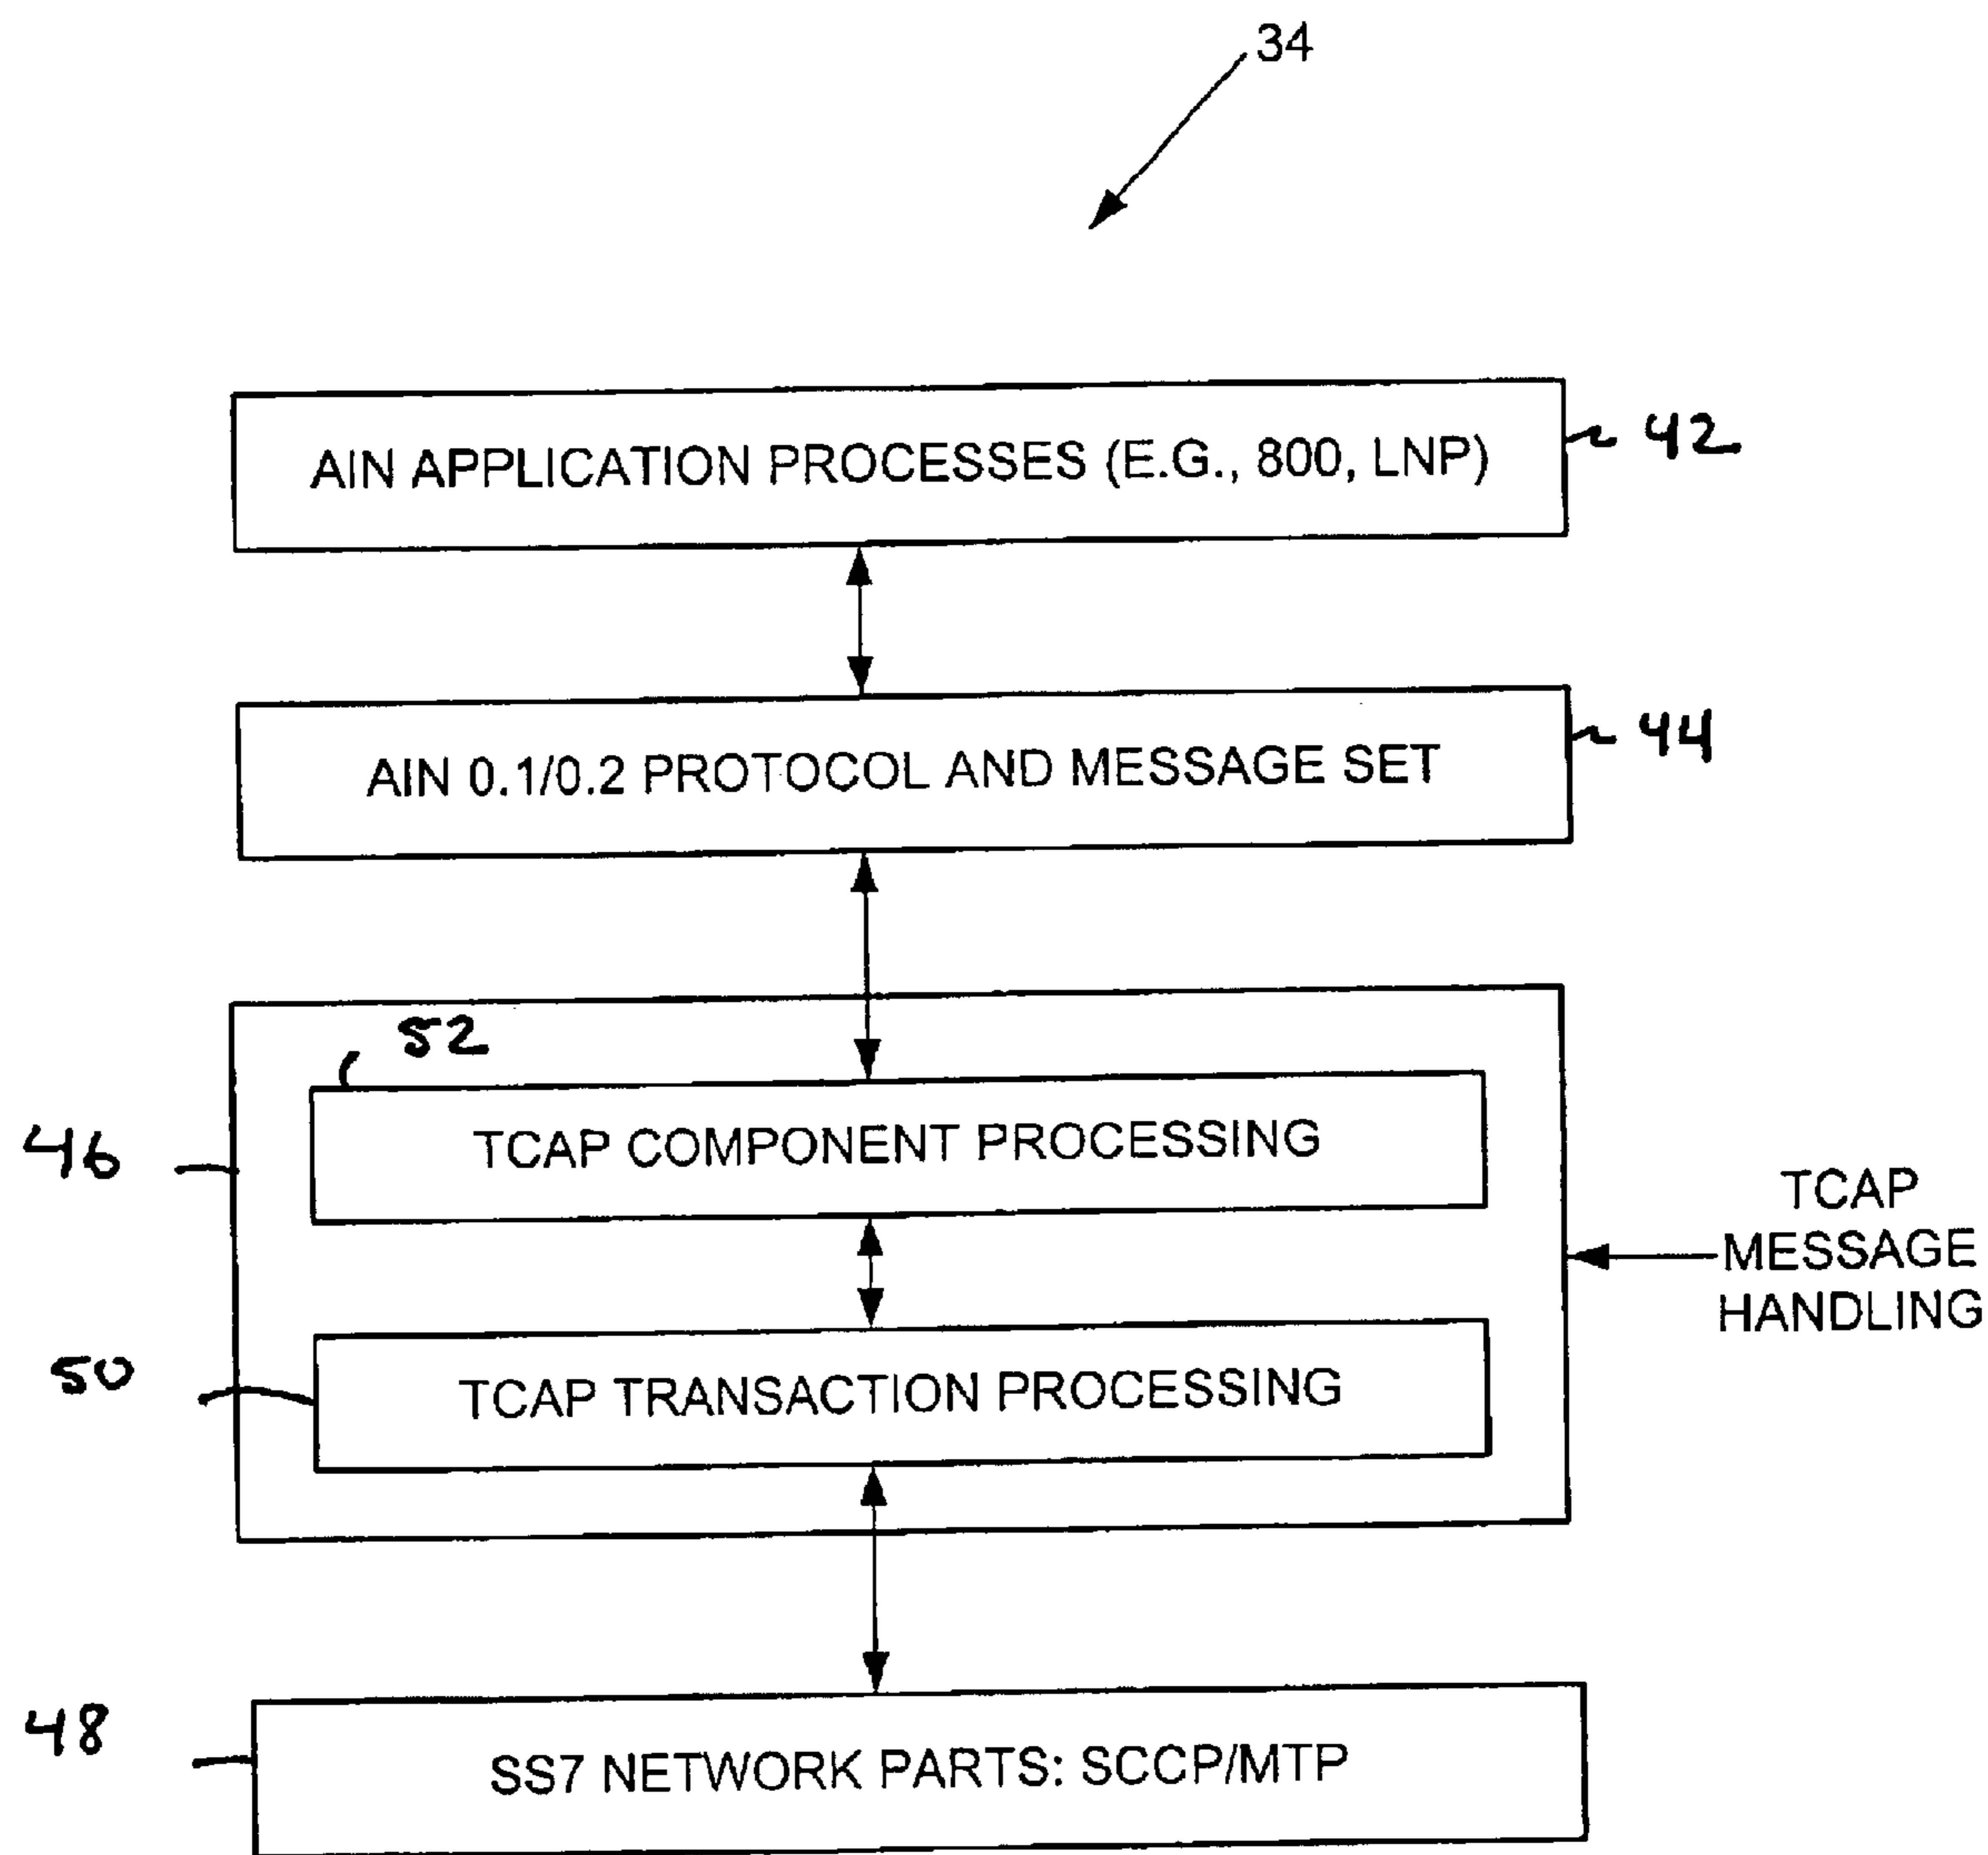 34
AIN APPLICATION PROCESSES (E.G., 800, LNP)
42
AIN 0.1/0.2 PROTOCOL AND MESSAGE SET
44
52
46
TCAP COMPONENT PROCESSING
TCAP
MESSAGE
HANDLING
50
TCAP TRANSACTION PROCESSING
48
SS7 NETWORK PARTS: SCCP/MTP